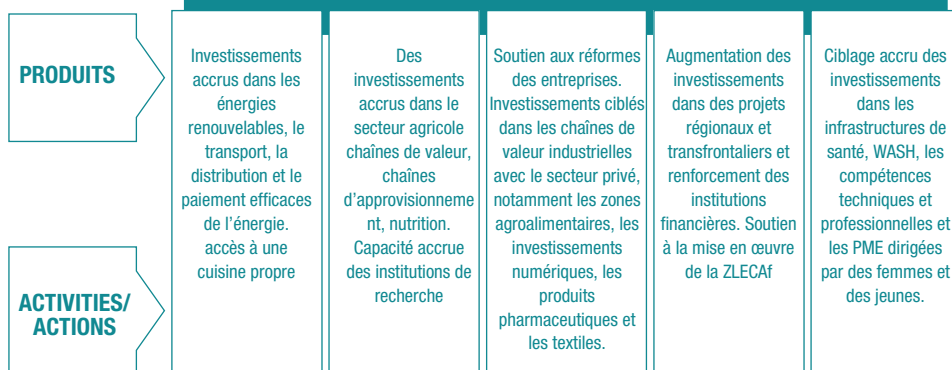 PRODUITS
Investissements
accrus dans les
énergies
renouvelables, le
transport, la
distribution et le
paiement efficaces
de l'énergie.
accès à une
cuisine propre
Des
investissements
accrus dans le
secteur agricole
chaînes de valeur,
chaînes
d'approvisionneme
nt, nutrition.
Capacité accrue
des institutions de
recherche
Soutien aux réformes
des entreprises.
Investissements ciblés
dans les chaînes de
valeur industrielles
avec le secteur privé,
notamment les zones
agroalimentaires, les
investissements
numériques, les
produits
pharmaceutiques et
les textiles.
Augmentation des
investissements
dans des projets
régionaux et
transfrontaliers et
renforcement des
institutions
financières. Soutien
à la mise en œuvre
de la ZLECAf
Ciblage accru des
investissements
dans les
infrastructures de
santé, WASH, les
compétences
techniques et
professionnelles et
les PME dirigées
par des femmes et
des jeunes.
ACTIVITIES/
ACTIONS